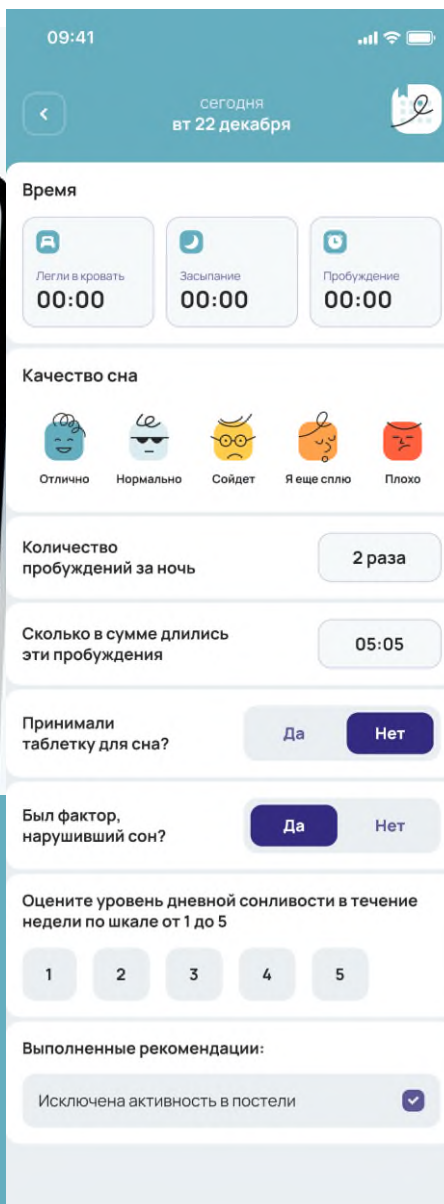 09:41
сегодня
вт 22 декабря
Время
Легли в кровать
Засыпание
Пробуждение
00:00
00:00
00:00
Качество сна
Отлично
Нормально
Сойдет
Я еще сплю
Плохо
Количество
пробуждений за ночь
2 раза
Сколько в сумме длились
эти пробуждения
05:05
Принимали
таблетку для сна?
Да
Нет
Был фактор,
нарушивший сон?
Да
Нет
Оцените уровень дневной сонливости в течение
недели по шкале от 1 до 5
1
2
3
4
5
Выполненные рекомендации:
Исключена активность в постели